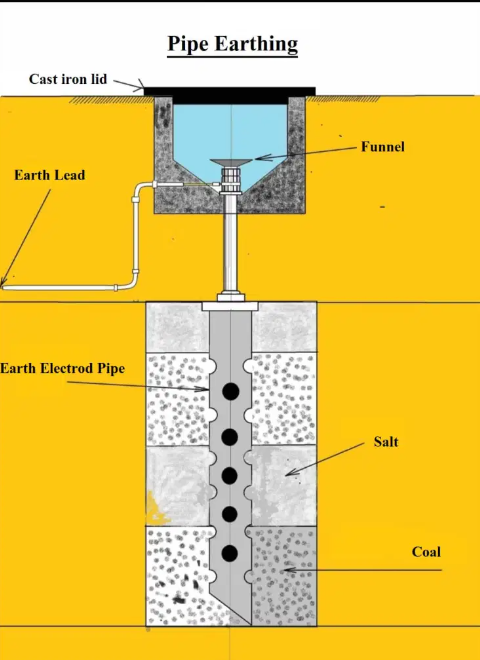 Pipe Earthing
Cast iron lid
Funnel
Earth Lead
Earth Electrod Pipe
Salt
Coal